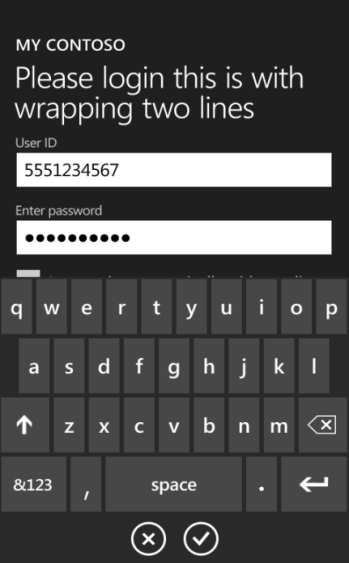 MY CONTOSO
Please login this is with
wrapping two lines
User ID
5551234567
Enter password
●●●●●●●●●●
q w e r t y u i o p
a s d f g h j k l
z x c v b n m
&123 , space .